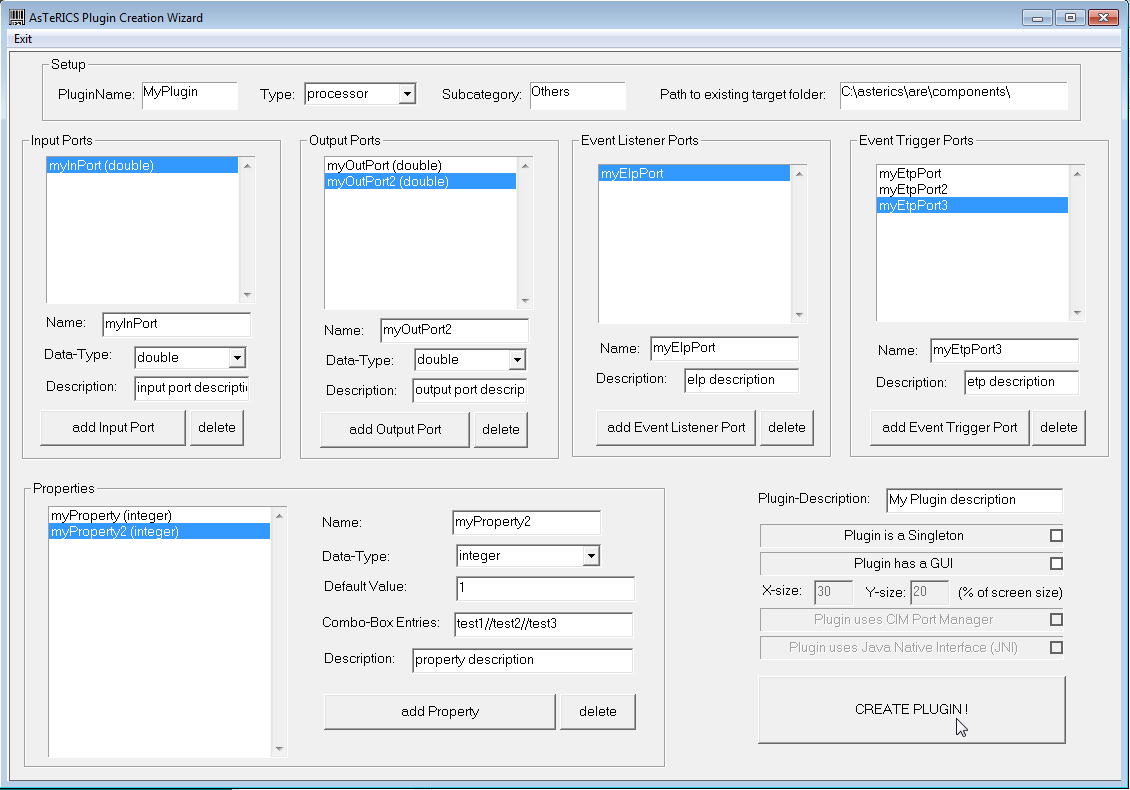 AsTeRICS Plugin Creation Wizard
Exit
Setup
PluginName: MyPlugin Type: processor Subcategory: Others Path to existing target folder: C:\asterics\are\components\
Input Ports
myInPort (double)
Name: myInPort
Data-Type: double
Description: input port descripti
add Input Port delete
Output Ports
myOutPort (double)
myOutPort2 (double)
Name: myOutPort2
Data-Type: double
Description: output port descrip
add Output Port delete
Event Listener Ports
myElpPort
Name: myElpPort
Description: elp description
add Event Listener Port delete
Event Trigger Ports
myEtpPort
myEtpPort2
myEtpPort3
Name: myEtpPort3
Description: etp description
add Event Trigger Port delete
Properties
myProperty (integer)
myProperty2 (integer)
Name: myProperty2
Data-Type: integer
Default Value: 1
Combo-Box Entries: test1//test2//test3
Description: property description
add Property delete
Plugin-Description: My Plugin description
Plugin is a Singleton
Plugin has a GUI
X-size: 30 Y-size: 20 (% of screen size)
Plugin uses CIM Port Manager
Plugin uses Java Native Interface (JNI)
CREATE PLUGIN !